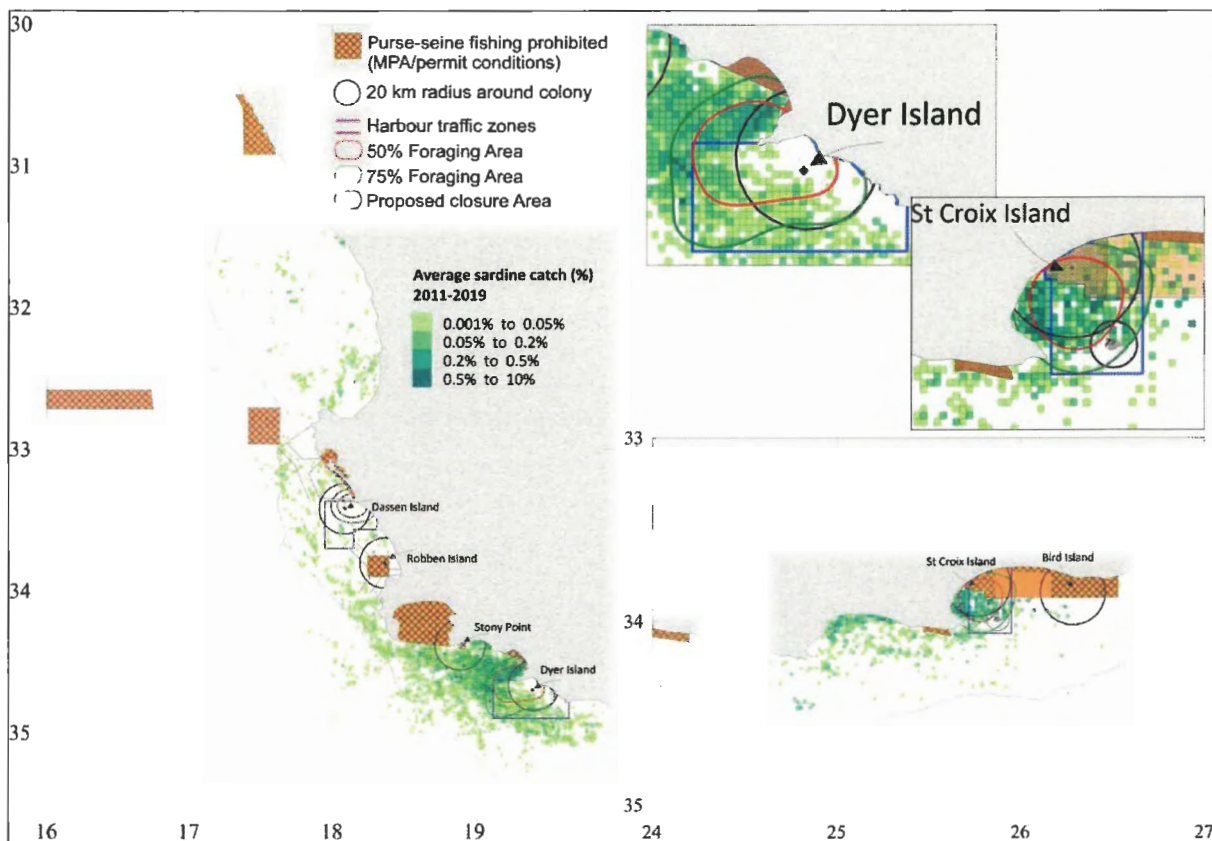 30
31
32
33
34
35
16
17
18
19
Purse-seine fishing prohibited
(MPA/permit conditions)
20 km radius around colony
Harbour traffic zones
50% Foraging Area
75% Foraging Area
Proposed closure Area
Average sardine catch (%)
2011-2019
0.001% to 0.05%
0.05% to 0.2%
0.2% to 0.5%
0.5% to 10%
Dassen Island
Robben Island
Stony Point
Dyer Island
Dyer Island
St Croix Island
33
34
35
St Croix Island
Bird Island
24
25
26
27